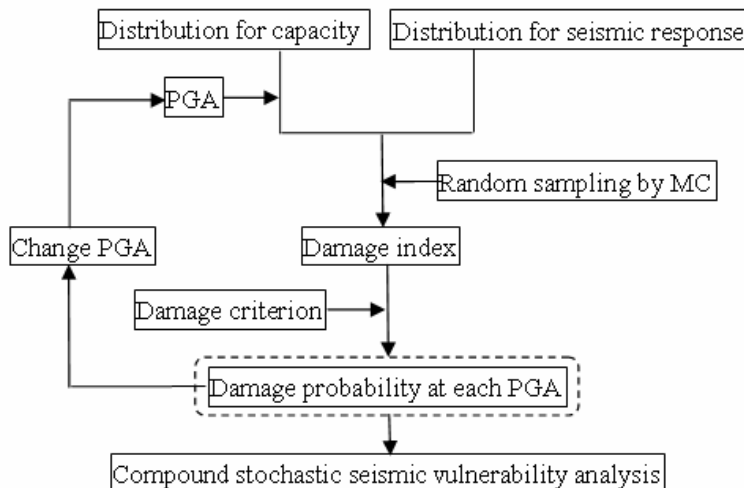 Distribution for capacity
Distribution for seismic response
PGA
Random sampling by MC
Change PGA
Damage index
Damage criterion
Damage probability at each PGA
Compound stochastic seismic vulnerability analysis